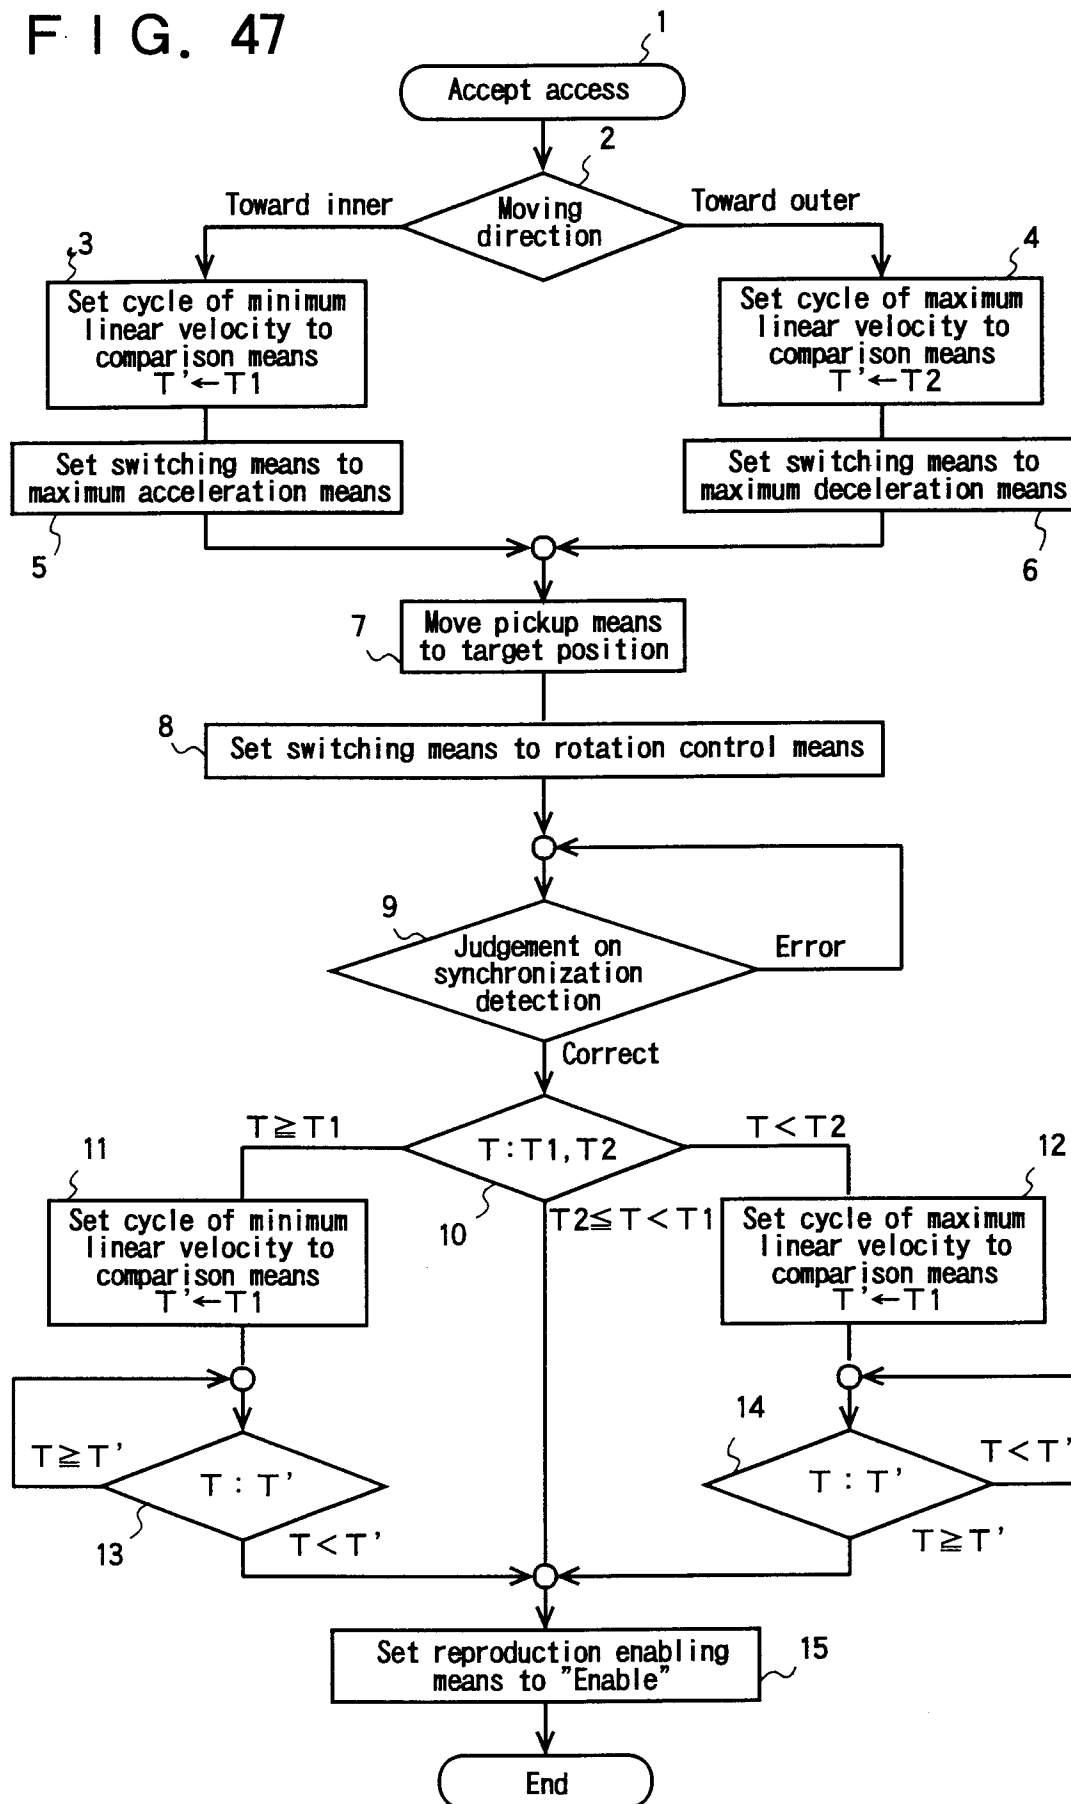 FIG. 47
1
Accept access
2
Moving
direction
Toward inner
Toward outer
3
Set cycle of minimum
linear velocity to
comparison means
T'←T1
4
Set cycle of maximum
linear velocity to
comparison means
T'←T2
Set switching means to
maximum acceleration means
5
Set switching means to
maximum deceleration means
6
7
Move pickup means
to target position
8
Set switching means to rotation control means
9
Judgement on
synchronization
detection
Error
Correct
T≧T1
T:T1,T2
T<T2
10
T2≦T<T1
11
Set cycle of minimum
linear velocity to
comparison means
T'←T1
12
Set cycle of maximum
linear velocity to
comparison means
T'←T1
T≧T'
T:T'
13
T<T'
14
T:T'
T<T'
T≧T'
Set reproduction enabling
means to "Enable"
15
End